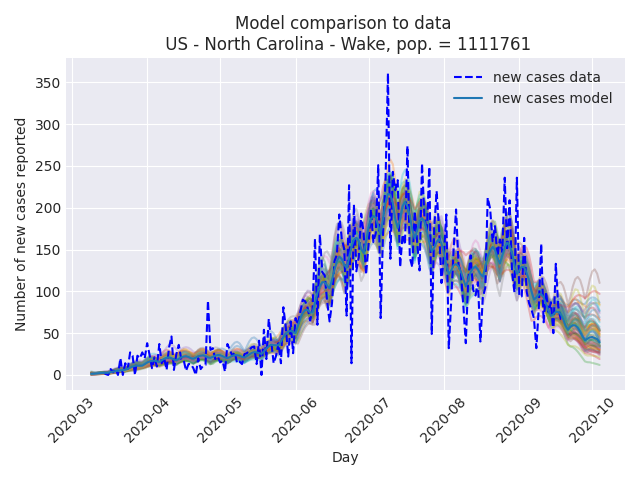 Model comparison to data
US - North Carolina - Wake, pop. = 1111761
new cases data
new cases model
Number of new cases reported
350
300
250
200
150
100
50
0
2020-03
2020-04
2020-05
2020-06
2020-07
2020-08
2020-09
2020-10
Day